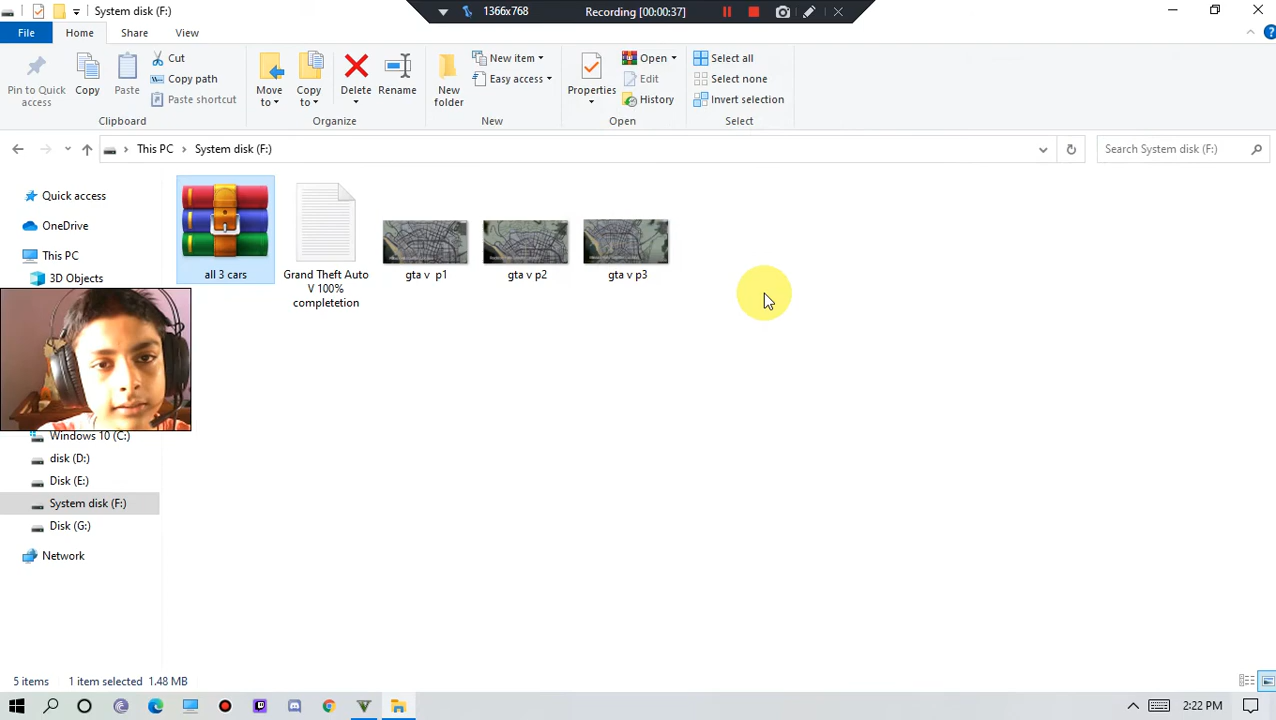 System disk (F:)
1366x768
Recording [00:00:37]
File
Home
Share
View
Pin to Quick access
Copy
Paste
Cut
Copy path
Paste shortcut
Clipboard
Move to
Copy to
Delete
Rename
Organize
New folder
New item
Easy access
New
Properties
Open
Edit
History
Open
Select all
Select none
Invert selection
Select
This PC
System disk (F:)
Search System disk (F:)
Quick access
OneDrive
This PC
3D Objects
Windows 10 (C:)
disk (D:)
Disk (E:)
System disk (F:)
Disk (G:)
Network
all 3 cars
Grand Theft Auto
V 100%
completetion
gta v p1
gta v p2
gta v p3
5 items
1 item selected 1.48 MB
2:22 PM